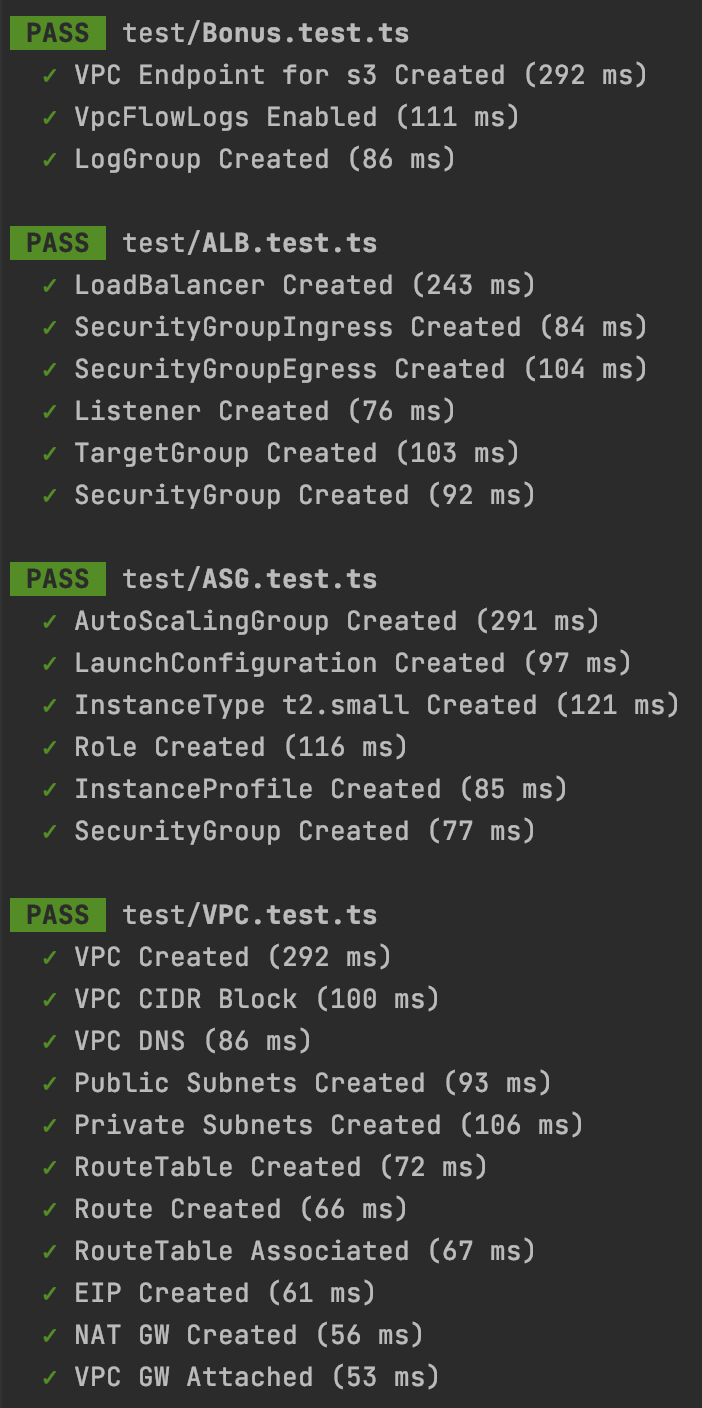 PASS test/Bonus.test.ts
✓ VPC Endpoint for s3 Created (292 ms)
✓ VpcFlowLogs Enabled (111 ms)
✓ LogGroup Created (86 ms)
PASS test/ALB.test.ts
✓ LoadBalancer Created (243 ms)
✓ SecurityGroupIngress Created (84 ms)
✓ SecurityGroupEgress Created (104 ms)
✓ Listener Created (76 ms)
✓ TargetGroup Created (103 ms)
✓ SecurityGroup Created (92 ms)
PASS test/ASG.test.ts
✓ AutoScalingGroup Created (291 ms)
✓ LaunchConfiguration Created (97 ms)
✓ InstanceType t2.small Created (121 ms)
✓ Role Created (116 ms)
✓ InstanceProfile Created (85 ms)
✓ SecurityGroup Created (77 ms)
PASS test/VPC.test.ts
✓ VPC Created (292 ms)
✓ VPC CIDR Block (100 ms)
✓ VPC DNS (86 ms)
✓ Public Subnets Created (93 ms)
✓ Private Subnets Created (106 ms)
✓ RouteTable Created (72 ms)
✓ Route Created (66 ms)
✓ RouteTable Associated (67 ms)
✓ EIP Created (61 ms)
✓ NAT GW Created (56 ms)
✓ VPC GW Attached (53 ms)